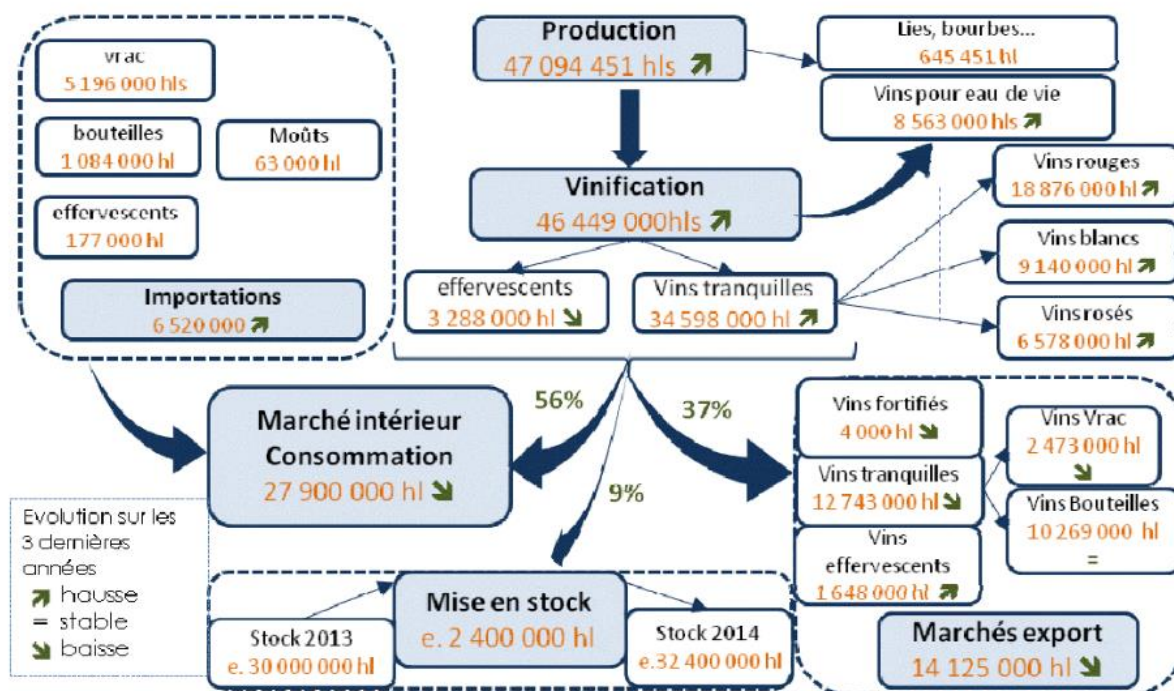 vrac
5 196 000 hls
bouteilles
1 084 000 hl
Moûts
63 000 hl
effervescents
177 000 hl
Importations
6 520 000
Production
47 094 451 hls
Lies, bourbes...
645 451 hl
Vins pour eau de vie
8 563 000 hls
Vinification
46 449 000hls
Vins rouges
18 876 000 hl
Vins blancs
9 140 000 hl
Vins rosés
6 578 000 hl
effervescents
3 288 000 hl
Vins tranquilles
34 598 000 hl
56%
37%
9%
Marché intérieur
Consommation
27 900 000 hl
Vins fortifiés
4 000 hl
Vins tranquilles
12 743 000 hl
Vins
effervescents
1 648 000 hl
Vins Vrac
2 473 000 hl
Vins Bouteilles
10 269 000 hl
=
Marchés export
14 125 000 hl
Evolution sur les
3 dernières
années
hausse
= stable
baisse
Stock 2013
e. 30 000 000 hl
Mise en stock
e. 2 400 000 hl
Stock 2014
e.32 400 000 hl